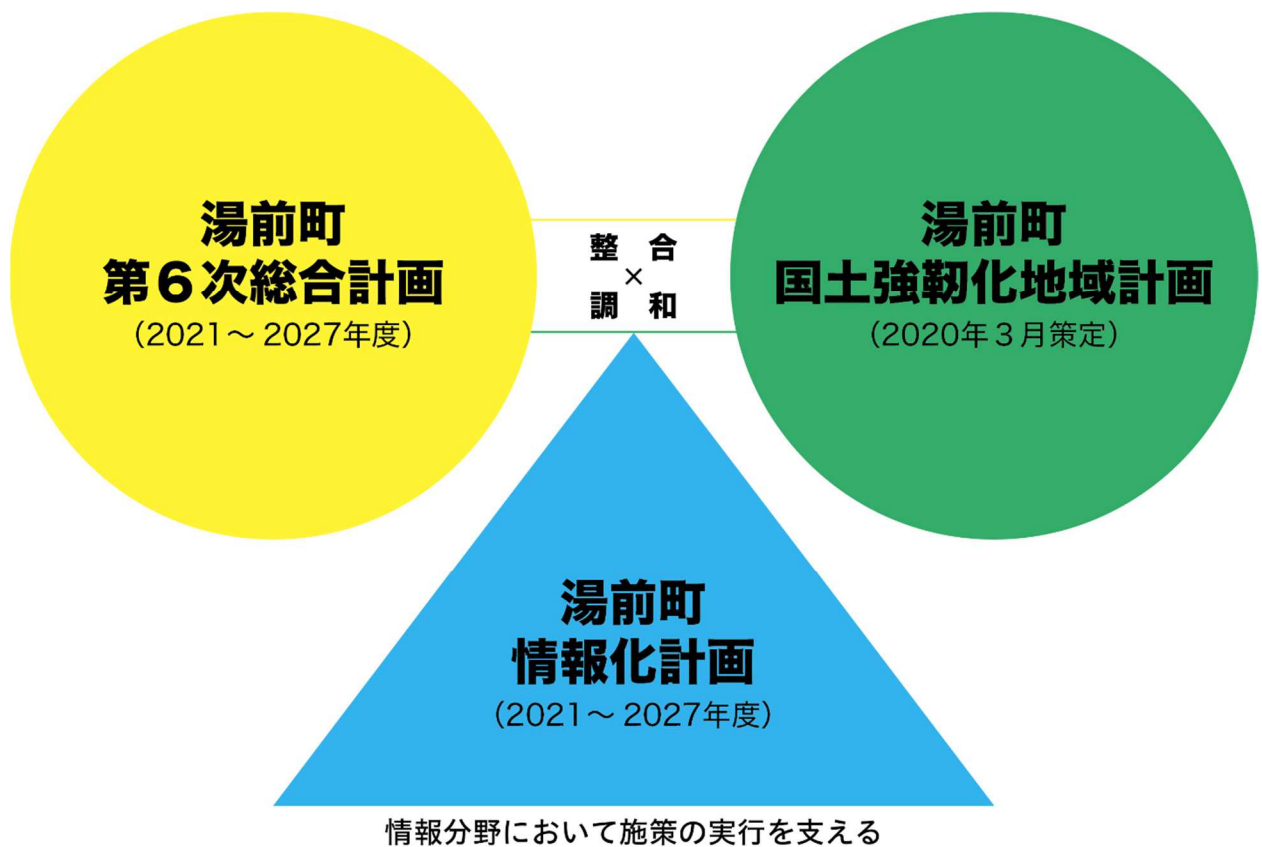 湯前町
第６次総合計画
（2021～2027年度）
整　合
×
調　和
湯前町
国土強靭化地域計画
（2020年３月策定）
湯前町
情報化計画
（2021～2027年度）
情報分野において施策の実行を支える